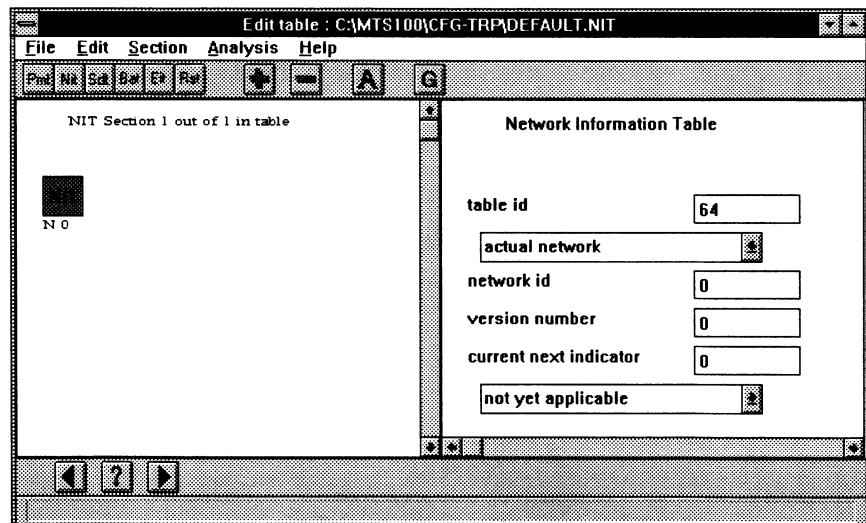 Edit table : C:\MTS100\CFG-TRP\DEFAULT.NIT
File Edit Section Analysis Help
Pmt Nit Sdt Bat Eit Rst A G
NIT Section 1 out of 1 in table
NIT
N 0
Network Information Table
table id 64
actual network
network id 0
version number 0
current next indicator 0
not yet applicable
?